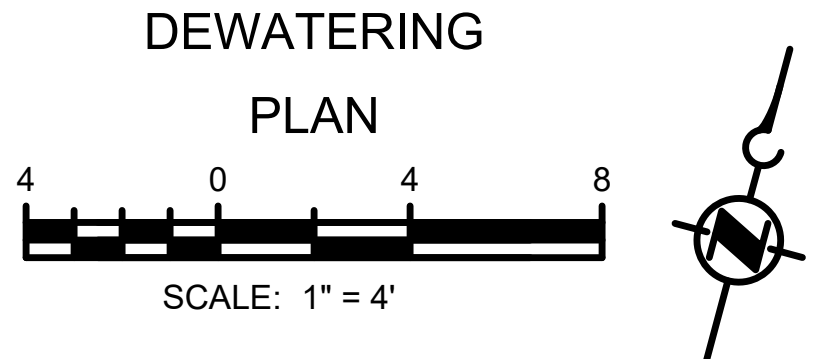 DEWATERING
PLAN
4 0 4 8
SCALE: 1" = 4'
N